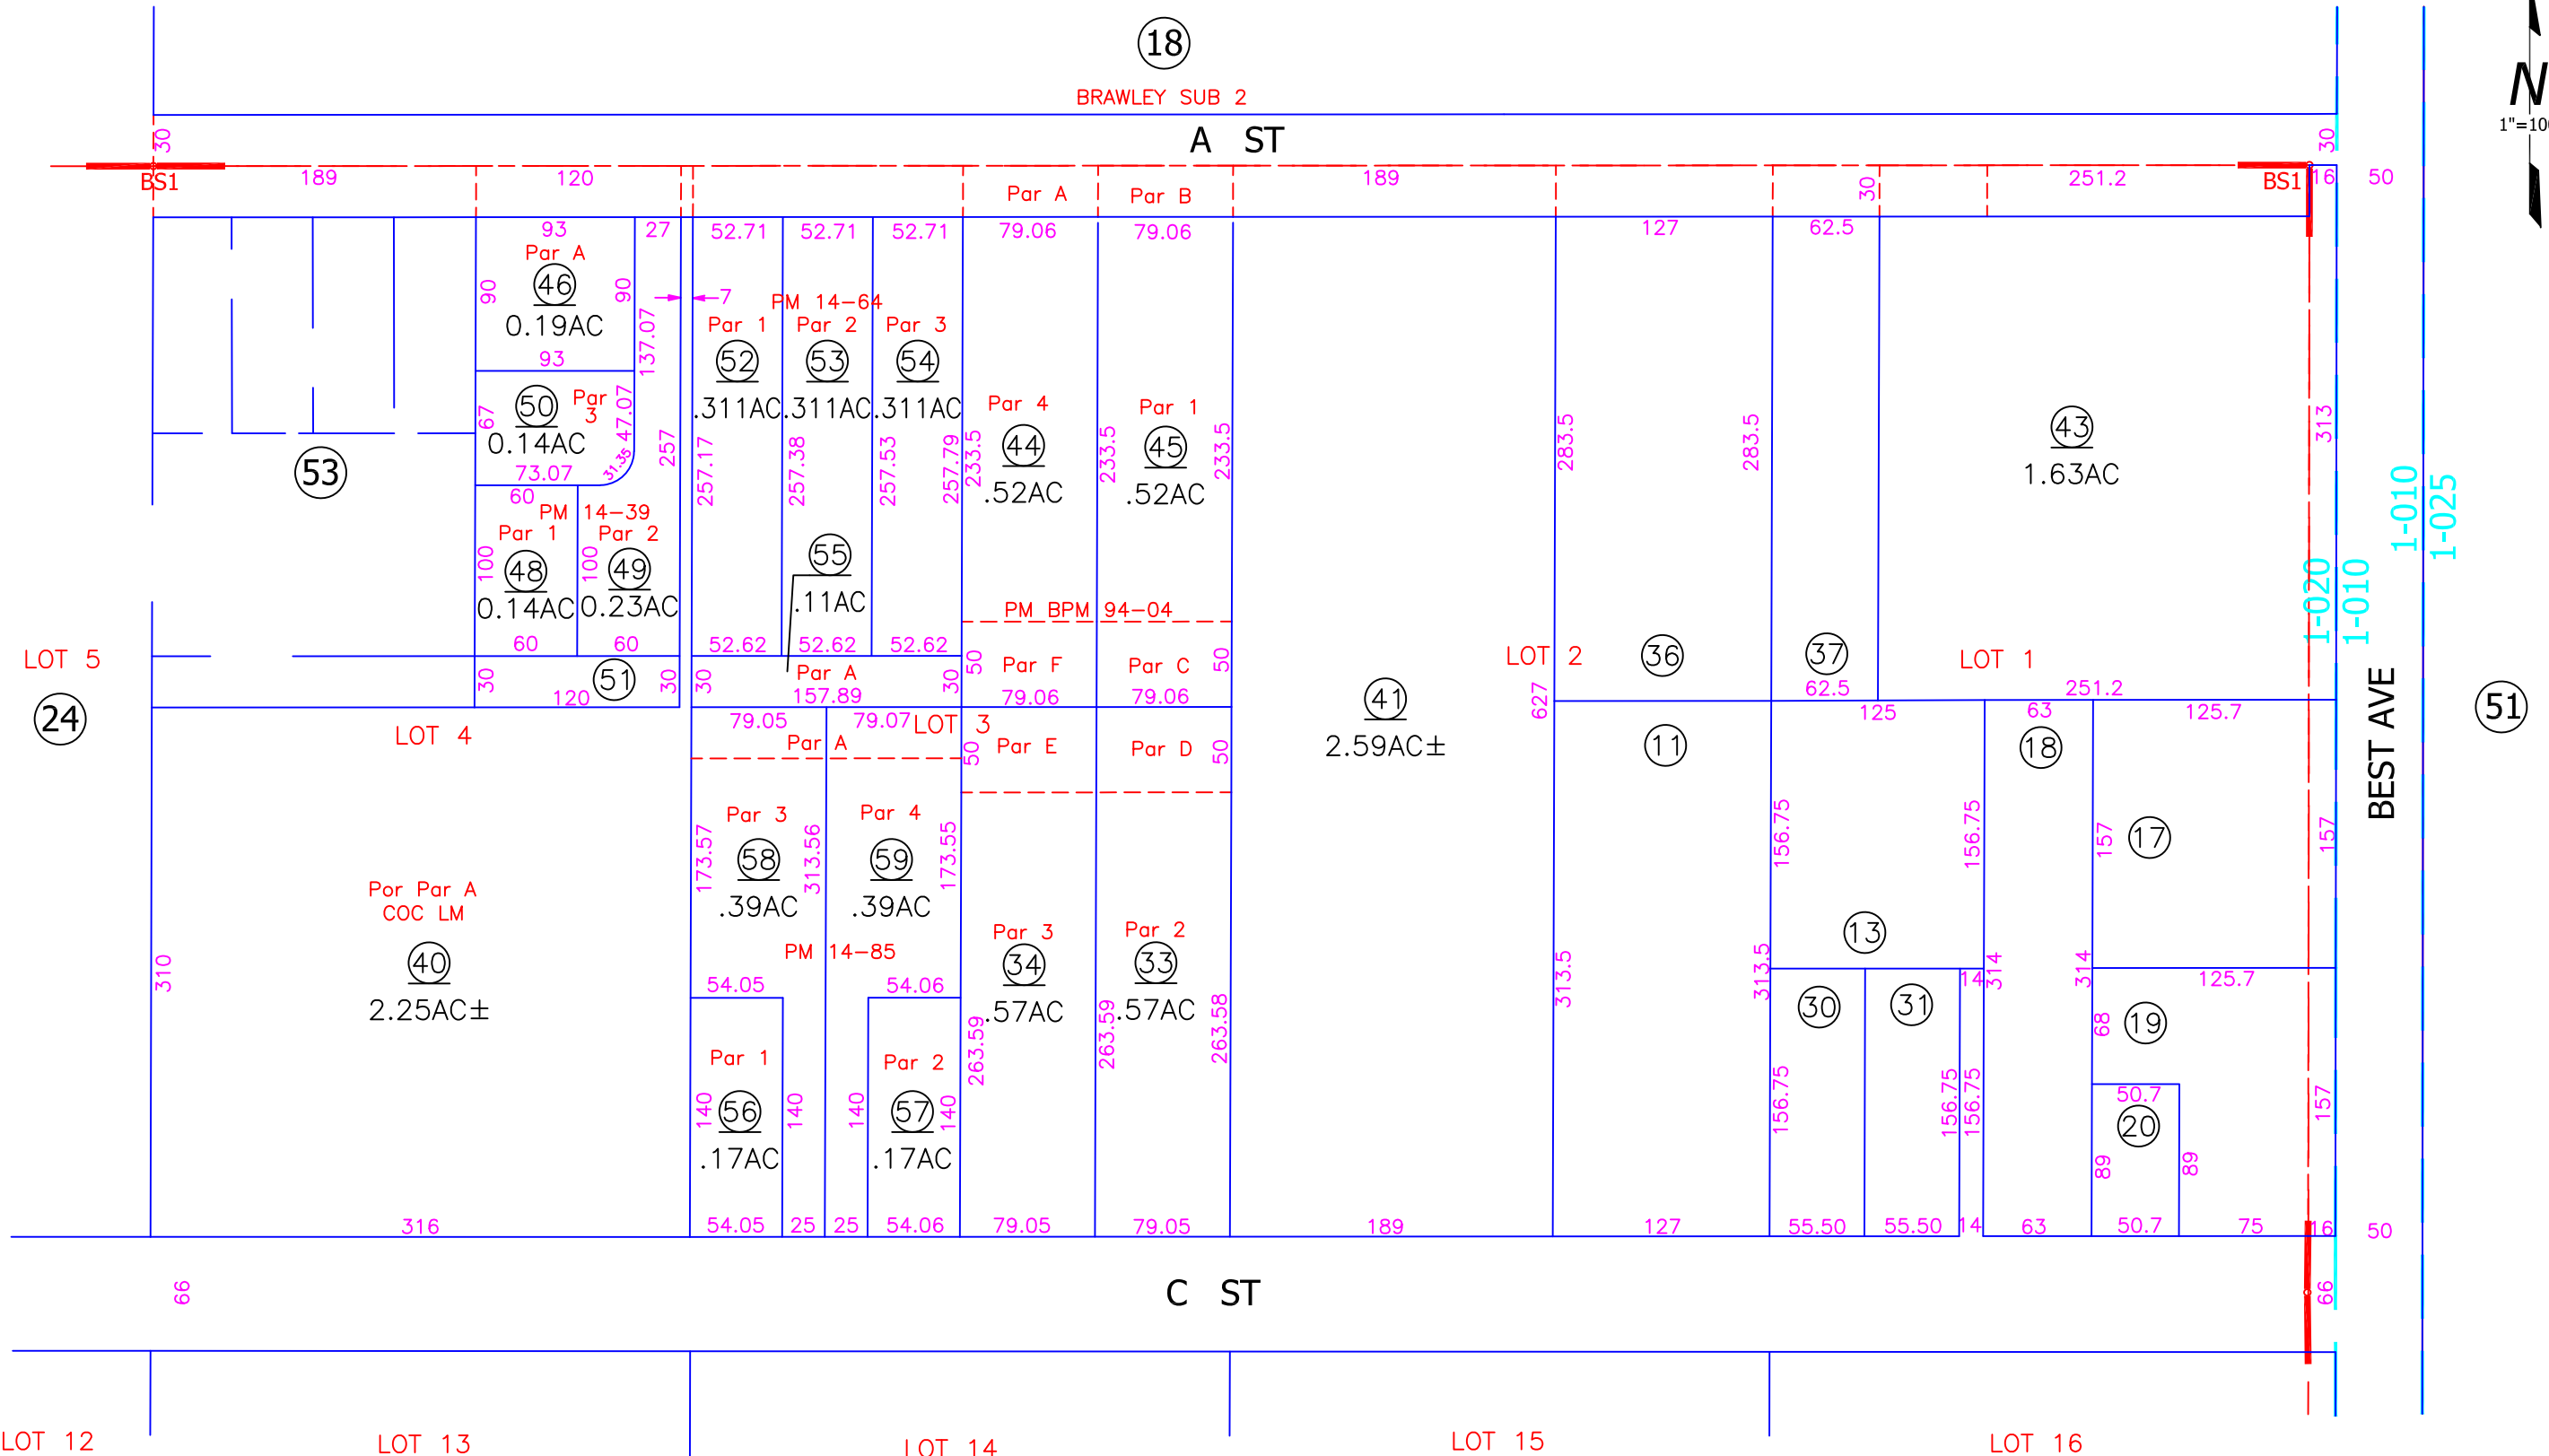 18
BRAWLEY SUB 2
A ST
N
30
30
BS1
189
120
Par A
Par B
189
30
251.2
BS1
16
50
93
27
52.71
52.71
52.71
79.06
79.06
127
62.5
Par A
46
0.19AC
90
90
7
137.07
93
PM 14-64
Par 1
Par 2
Par 3
52
53
54
.311AC
.311AC
.311AC
50
Par
3
0.14AC
67
47.07
31.35
73.07
257
257.17
257.38
257.53
257.79
233.5
Par 4
44
.52AC
233.5
Par 1
45
.52AC
233.5
283.5
283.5
43
1.63AC
313
53
60
PM 14-39
Par 1
Par 2
100
48
0.14AC
100
49
0.23AC
60
60
55
.11AC
52.62
52.62
52.62
PM BPM 94-04
1-010
1-025
1-020
1-010
LOT 5
24
30
51
120
30
30
Par A
157.89
30
50
Par F
79.06
Par C
79.06
50
LOT 2
36
37
LOT 1
62.5
251.2
41
2.59AC±
627
BEST AVE
51
LOT 4
79.05
79.07
LOT 3
Par A
50
Par E
Par D
50
11
125
63
125.7
18
156.75
156.75
157
17
157
Por Par A
COC LM
40
2.25AC±
310
Par 3
58
.39AC
173.57
313.56
Par 4
59
.39AC
173.55
PM 14-85
Par 3
34
.57AC
Par 2
33
.57AC
263.59
263.59
263.58
313.5
313.5
13
14
314
314
125.7
30
31
68
19
54.05
54.06
Par 1
56
.17AC
140
140
Par 2
57
.17AC
140
140
156.75
156.75
156.75
50.7
20
89
89
157
316
54.05
25
25
54.06
79.05
79.05
189
127
55.50
55.50
14
63
50.7
75
16
50
66
C ST
66
LOT 12
LOT 13
LOT 14
LOT 15
LOT 16